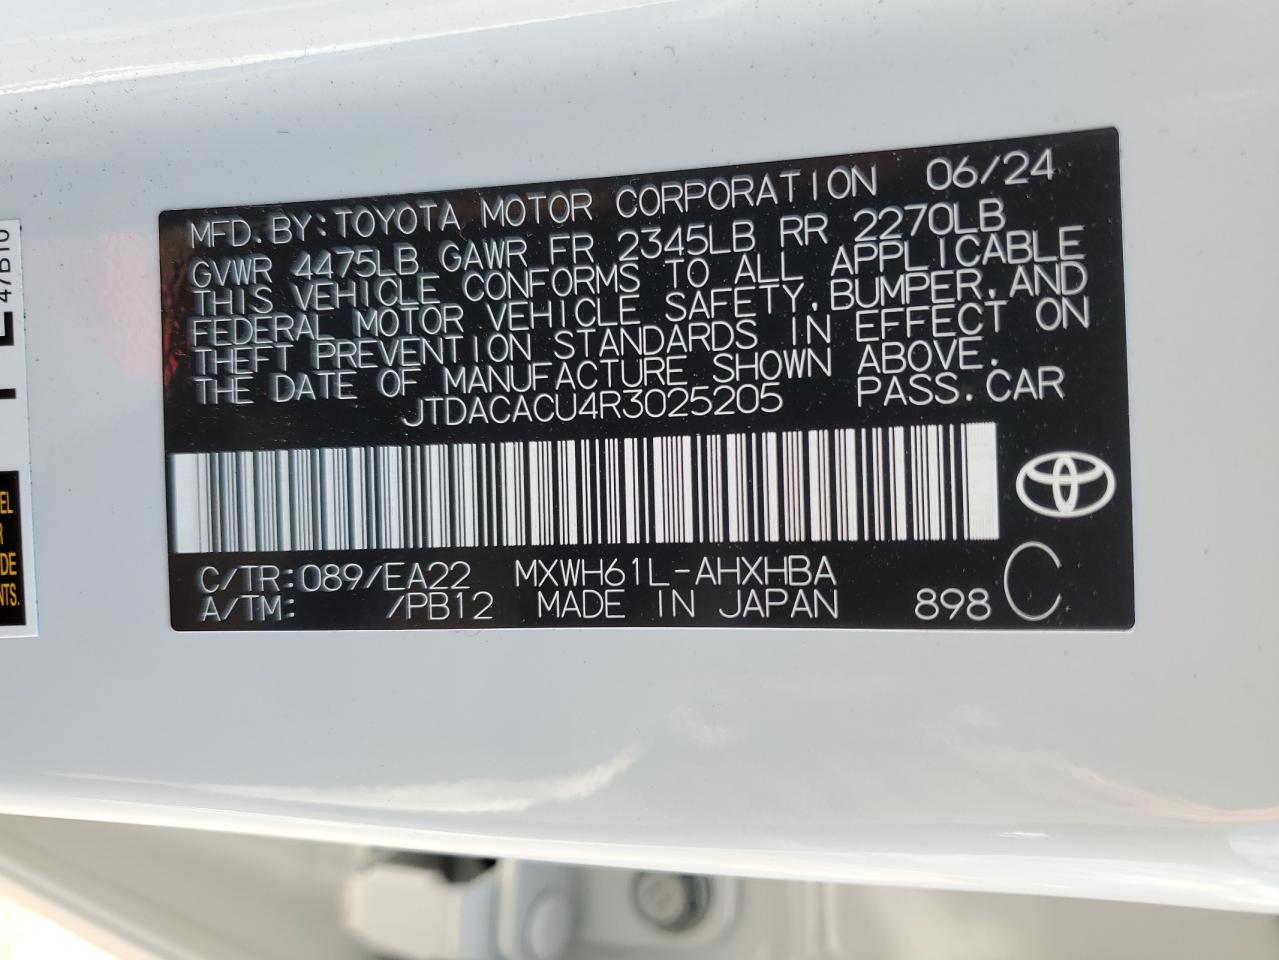 MFD.BY:TOYOTA MOTOR CORPORATION 06/24
GVWR 4475LB GAWR FR 2345LB RR 2270LB
THIS VEHICLE CONFORMS TO ALL APPLICABLE
FEDERAL MOTOR VEHICLE SAFETY, BUMPER, AND
THEFT PREVENTION STANDARDS IN EFFECT ON
THE DATE OF MANUFACTURE SHOWN ABOVE.
JTDACACU4R3025205 PASS.CAR
C/TR:089/EA22 MXWH61L-AHXHBA
A/TM: /PB12 MADE IN JAPAN 898 C